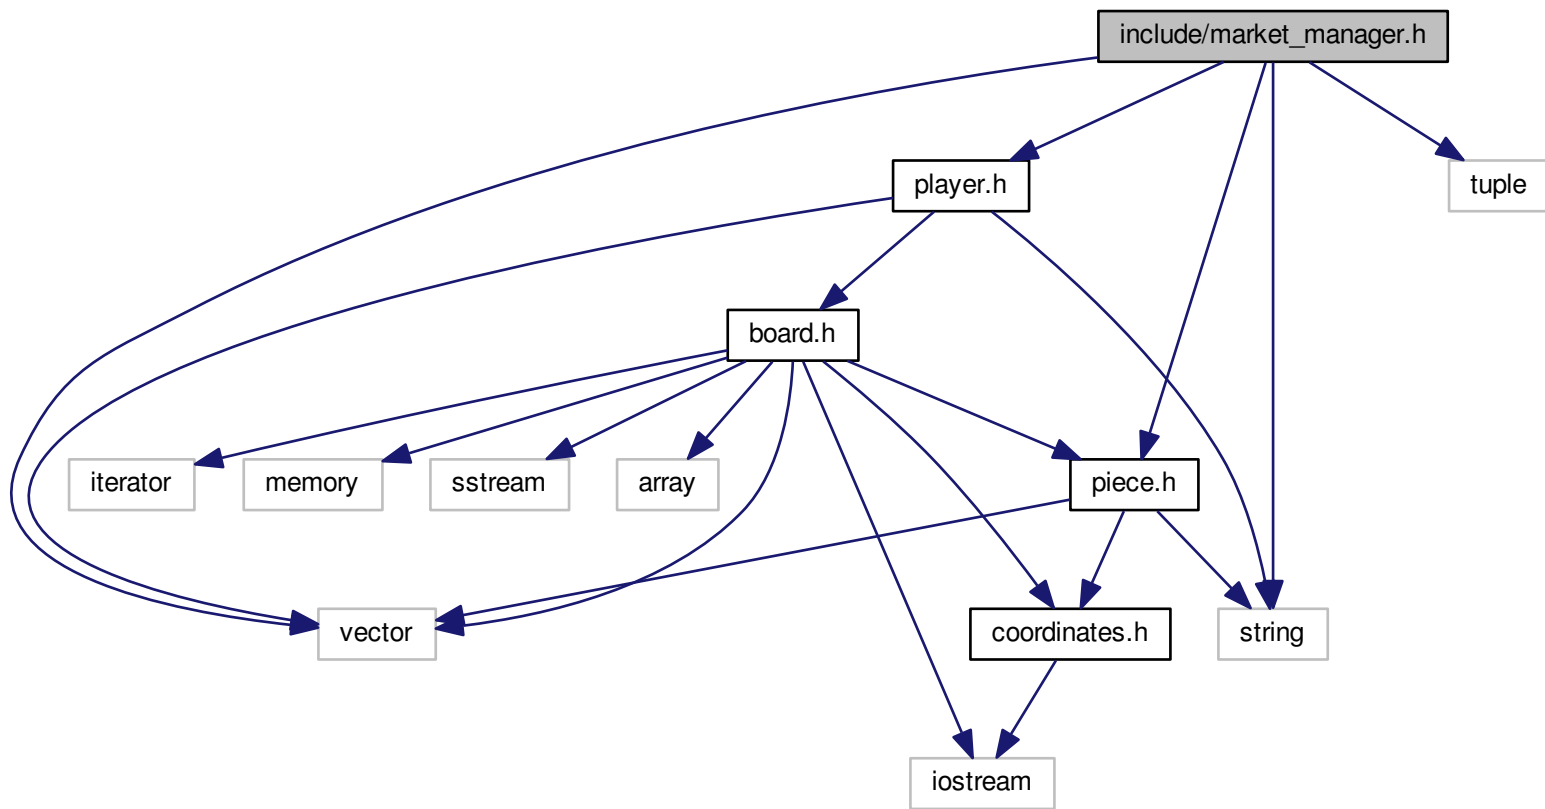 include/market_manager.h
player.h
tuple
board.h
iterator
memory
sstream
array
piece.h
vector
coordinates.h
string
iostream